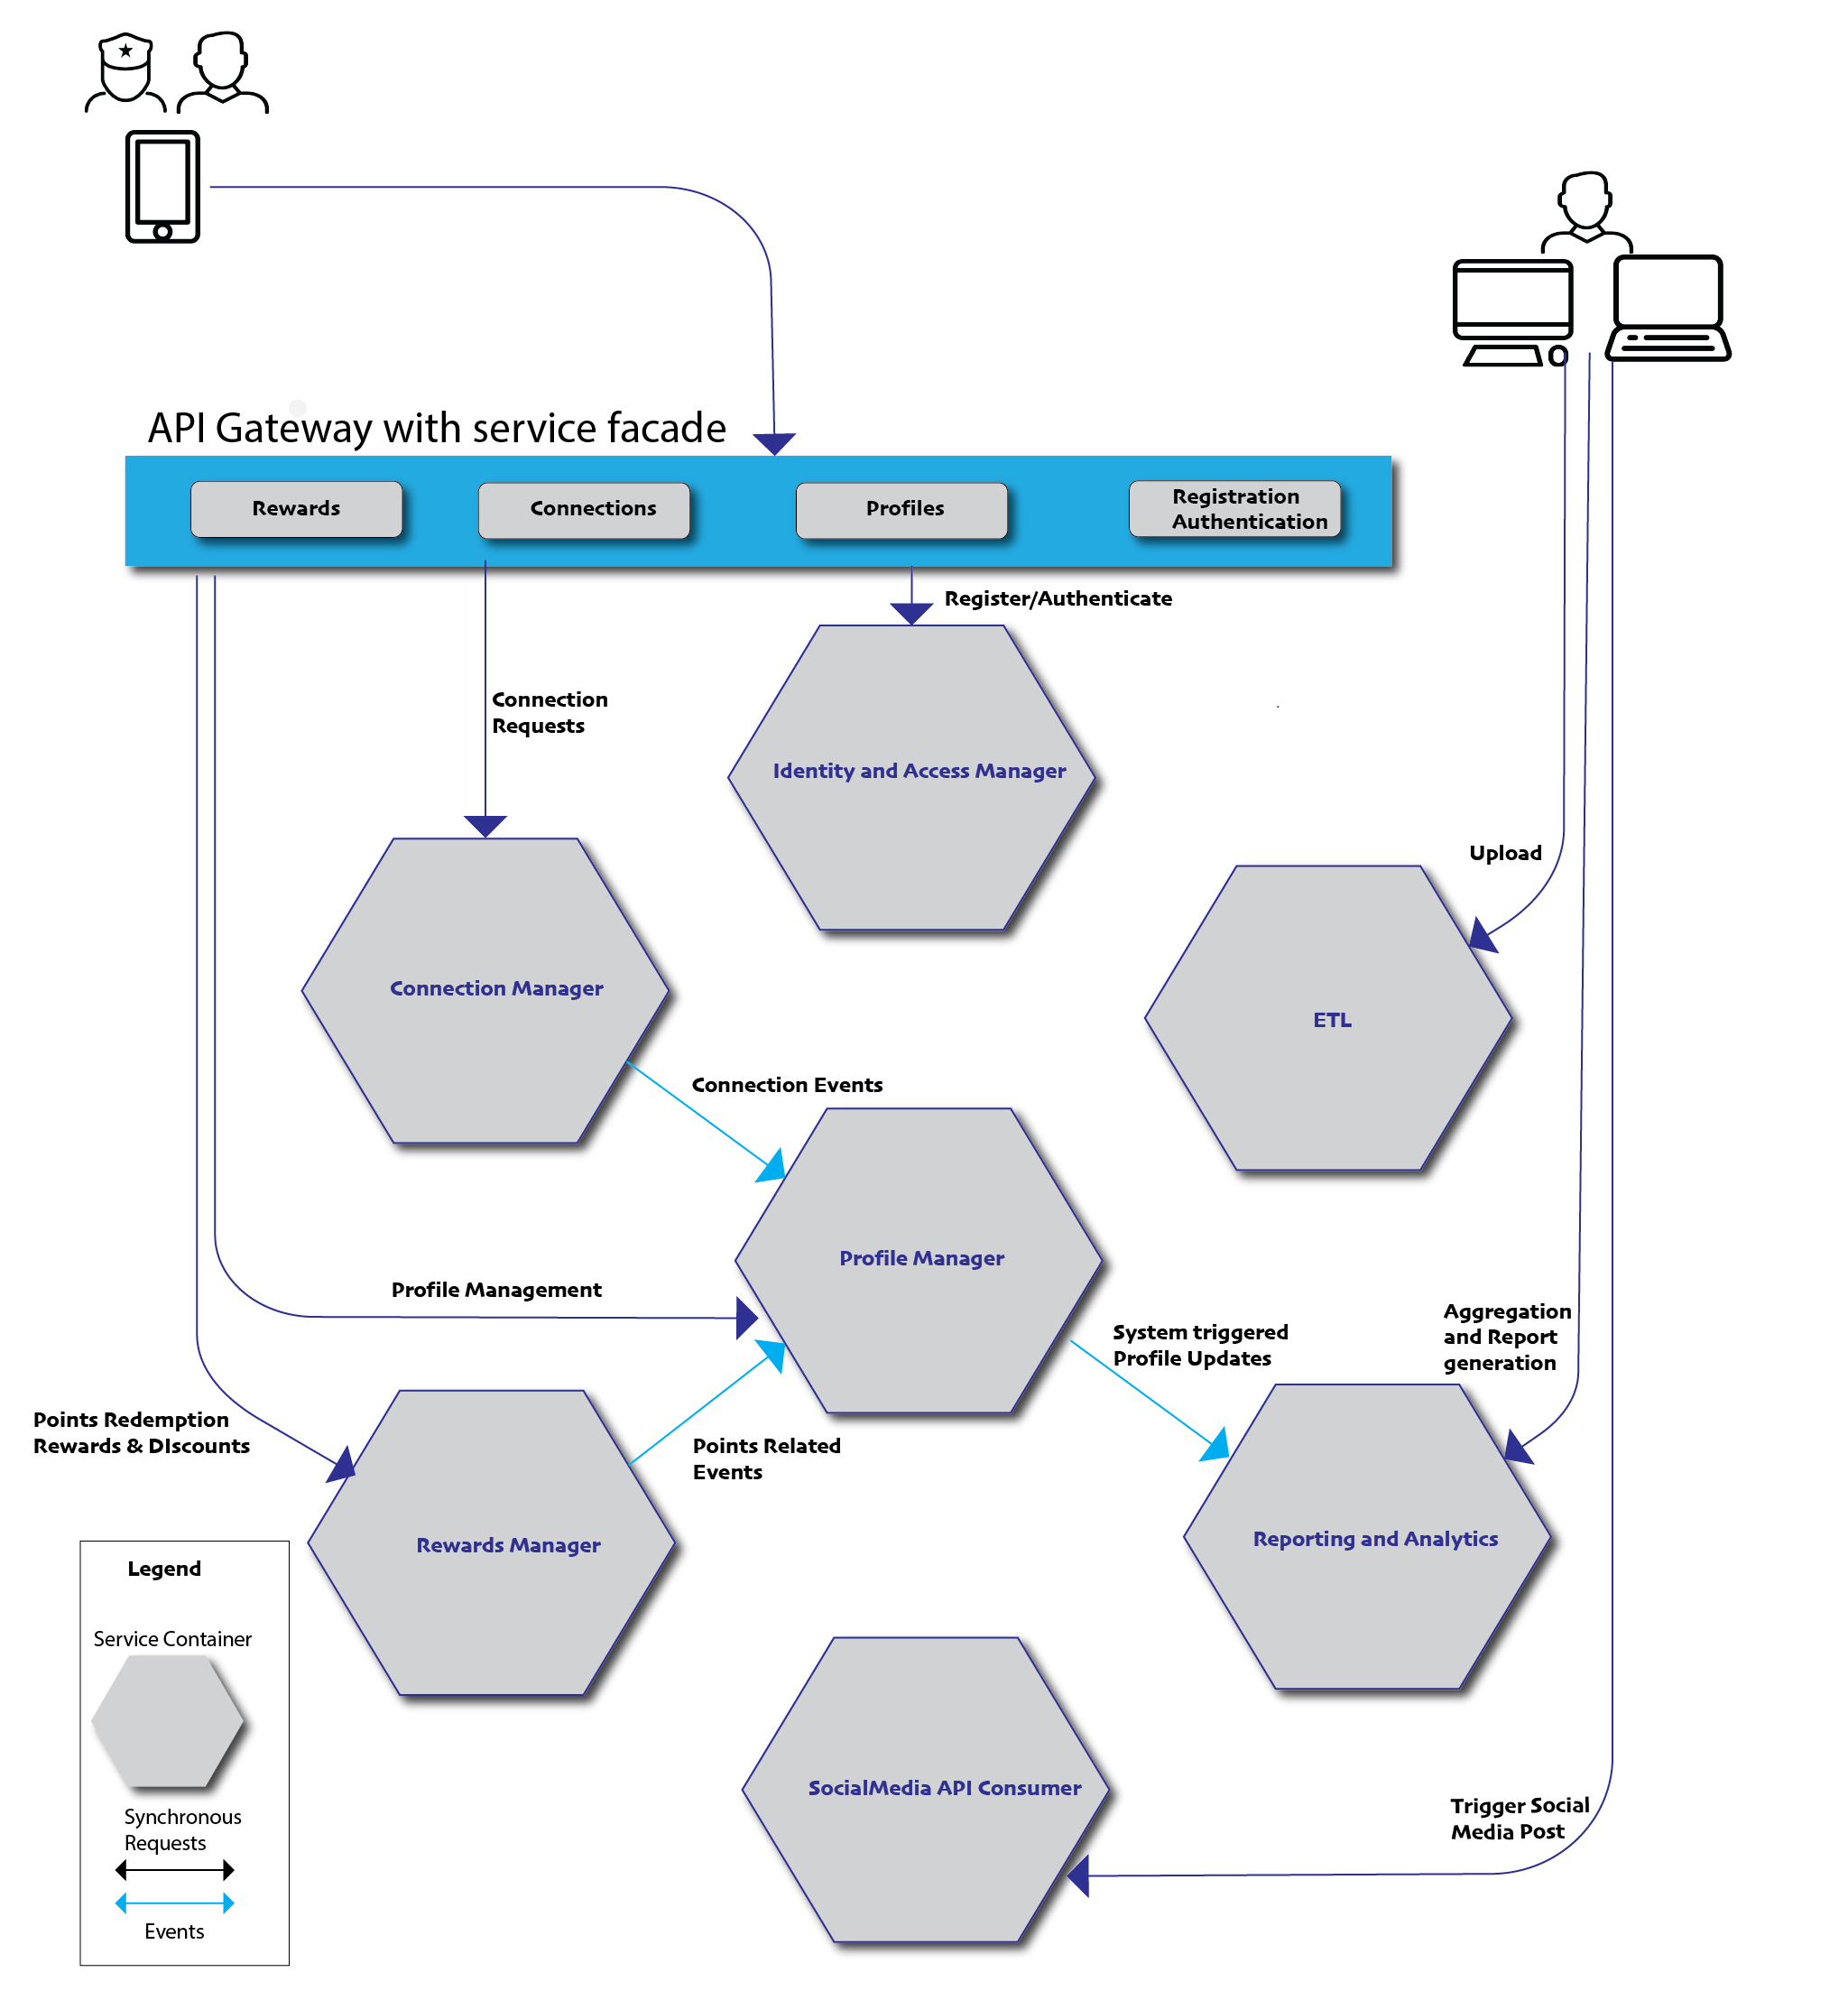 API Gateway with service facade
Rewards
Connections
Profiles
Registration
Authentication
Register/Authenticate
Connection
Requests
Identity and Access Manager
Upload
Connection Manager
ETL
Connection Events
Profile Manager
Profile Management
System triggered
Profile Updates
Aggregation
and Report
generation
Points Redemption
Rewards & DIscounts
Points Related
Events
Rewards Manager
Reporting and Analytics
Legend
Service Container
Synchronous
Requests
Events
SocialMedia API Consumer
Trigger Social
Media Post